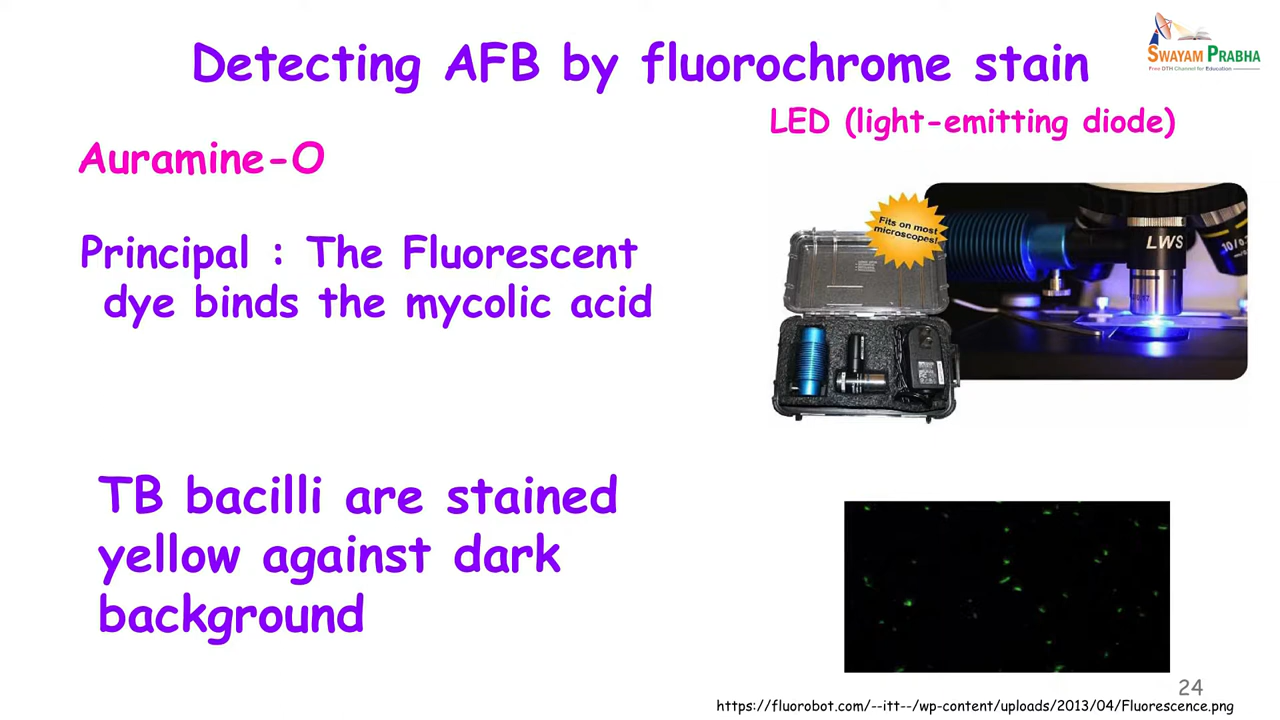 Detecting AFB by fluorochrome stain
SWAYAM PRABHA
Free DTH Channel for Education
LED (light-emitting diode)
Auramine-O
Principal : The Fluorescent
dye binds the mycolic acid
Fits on most
microscopes!
LWS
10/0.
TB bacilli are stained
yellow against dark
background
24
https://fluorobot.com/--itt--/wp-content/uploads/2013/04/Fluorescence.png